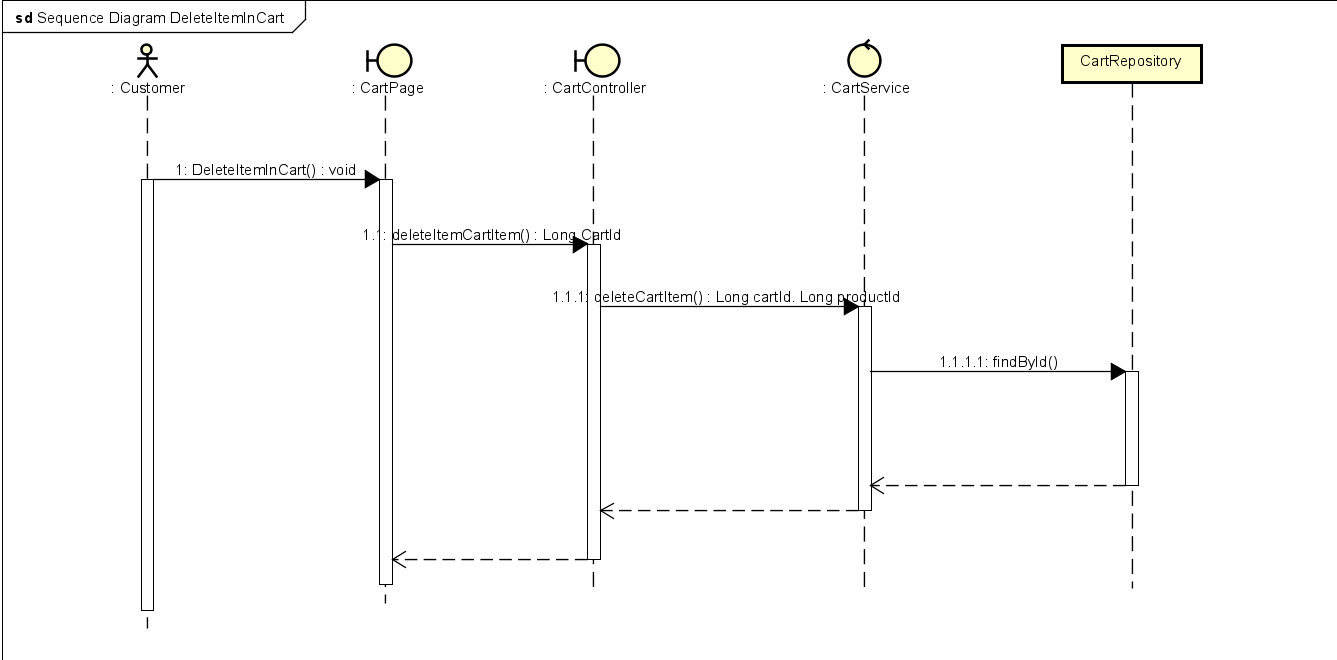 sd Sequence Diagram DeleteItemInCart
: Customer
: CartPage
: CartController
: CartService
CartRepository
1: DeleteItemInCart() : void
1.1: deleteItemCartItem() : Long CartId
1.1.1: deleteCartItem() : Long cartId. Long productId
1.1.1.1: findById()